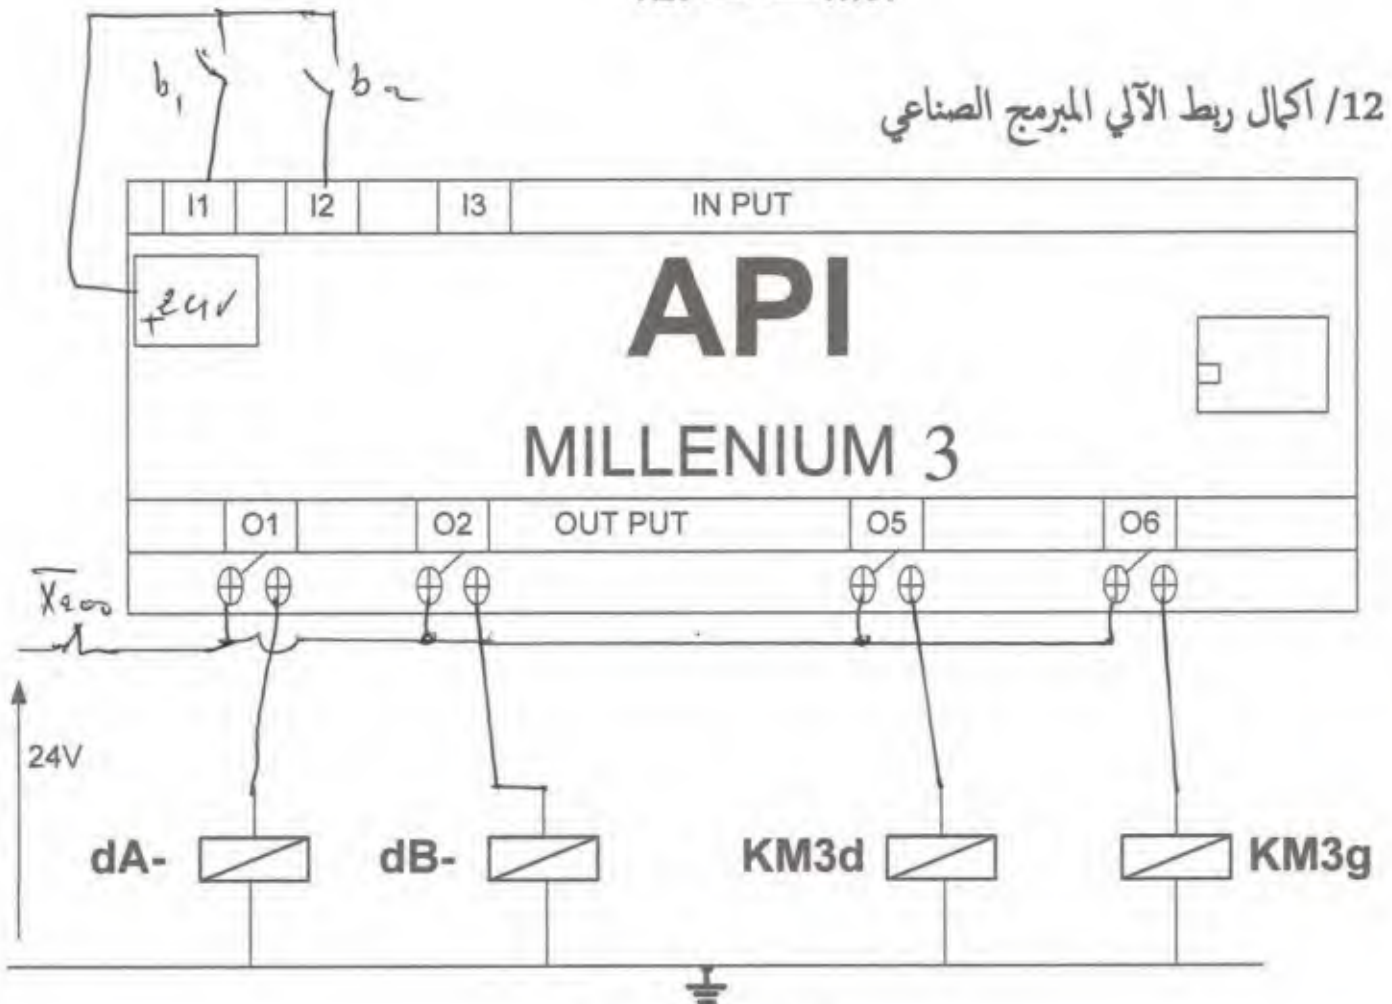 b1 b2
12/ اكمال ربط الآلي المبرمج الصناعي
I1 I2 I3 IN PUT
+24V
API
MILLENIUM 3
O1 O2 OUT PUT O5 O6
X200
24V
dA- dB- KM3d KM3g